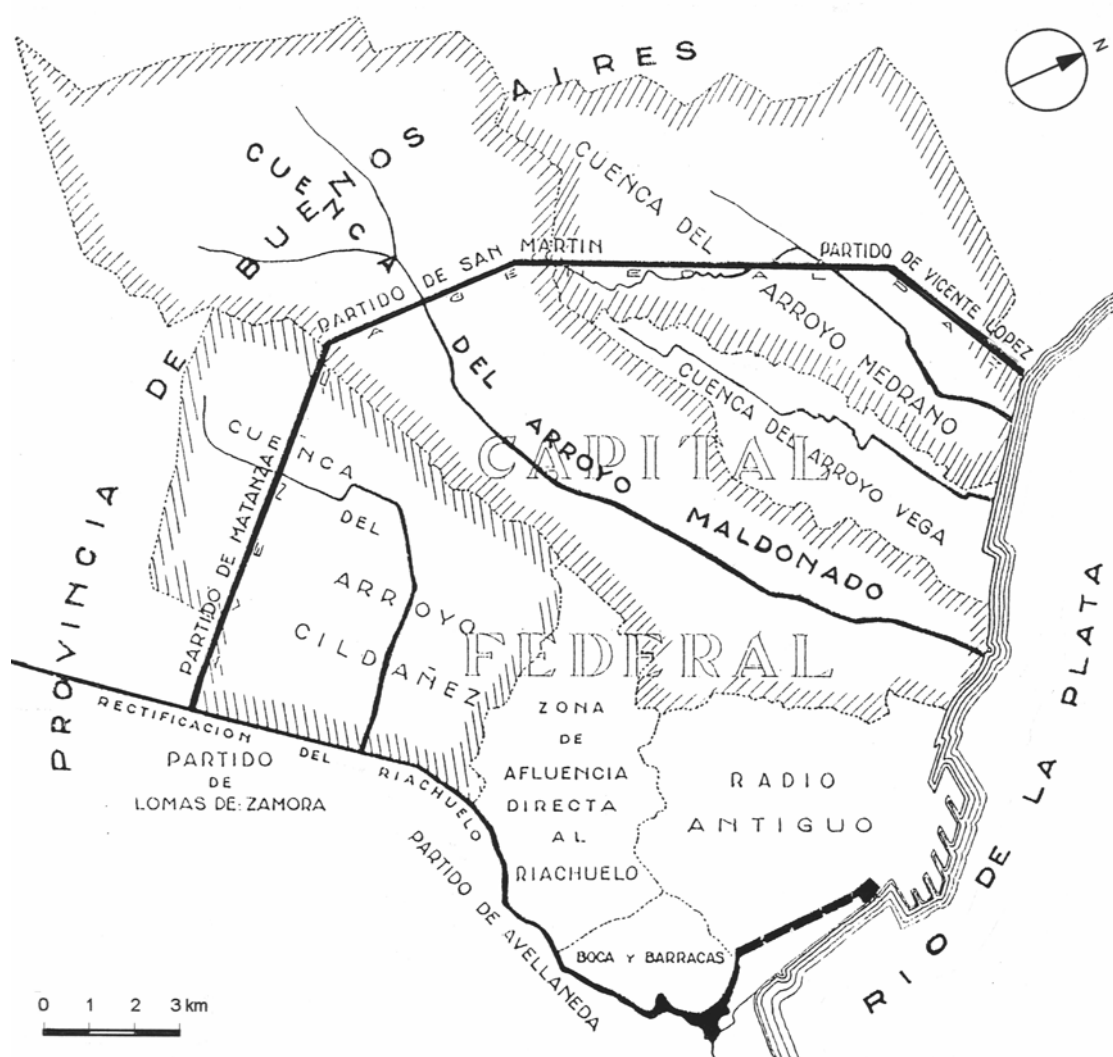 N
PROVINCIA DE BUENOS AIRES
CUENCA DEL ARROYO MALDONADO
CUENCA DEL ARROYO MEDRANO
CUENCA DEL ARROYO VEGA
CUENCA DEL ARROYO CILDAÑEZ
PARTIDO DE SAN MARTIN
PARTIDO DE VICENTE LOPEZ
PARTIDO DE MATANZA
CAPITAL
FEDERAL
RECTIFICACION DEL RIACHUELO
PARTIDO
DE
LOMAS DE ZAMORA
PARTIDO DE AVELLANEDA
ZONA
DE
AFLUENCIA
DIRECTA
AL
RIACHUELO
RADIO
ANTIGUO
BOCA Y BARRACAS
RIO DE LA PLATA
0 1 2 3 km